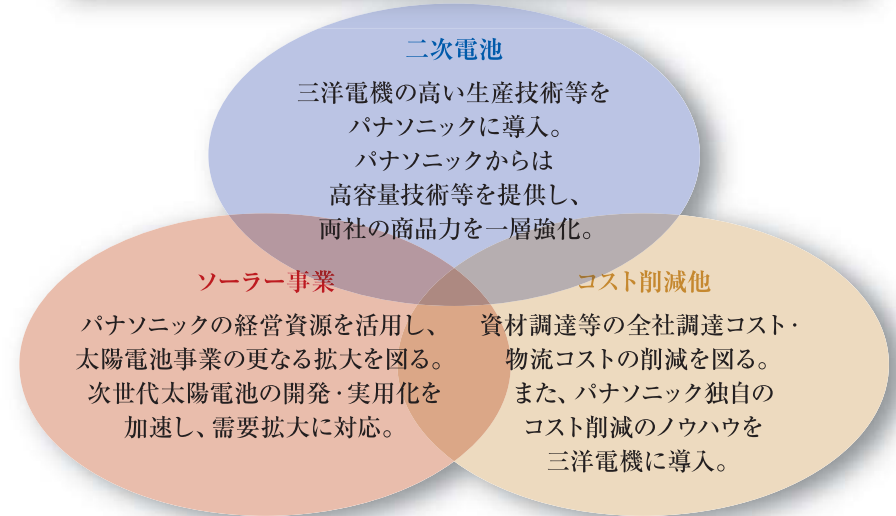 二次電池
三洋電機の高い生産技術等を
パナソニックに導入。
パナソニックからは
高容量技術等を提供し、
両社の商品力を一層強化。
ソーラー事業
パナソニックの経営資源を活用し、
太陽電池事業の更なる拡大を図る。
次世代太陽電池の開発・実用化を
加速し、需要拡大に対応。
コスト削減他
資材調達等の全社調達コスト・
物流コストの削減を図る。
また、パナソニック独自の
コスト削減のノウハウを
三洋電機に導入。